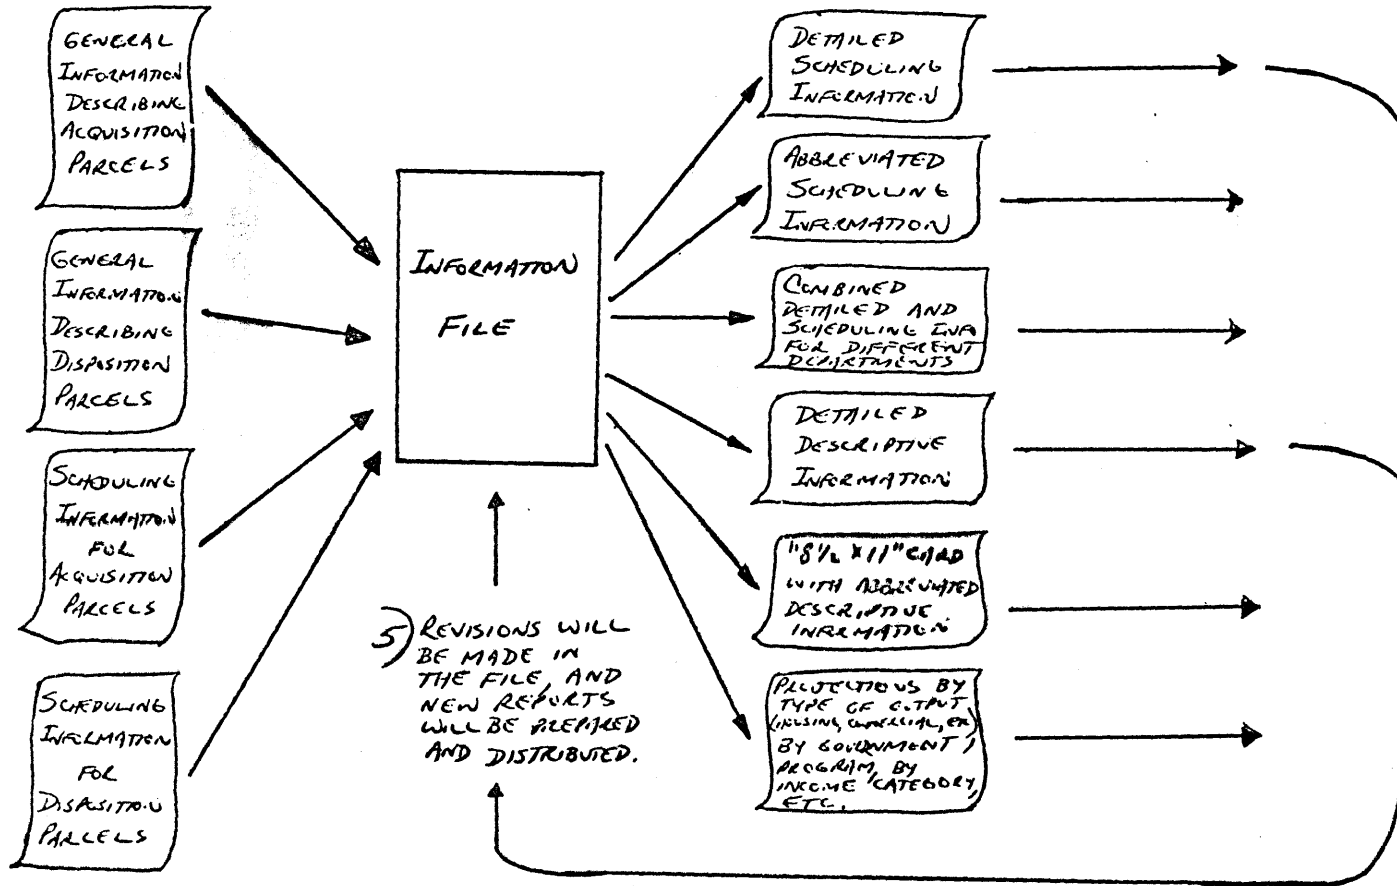 GENERAL
INFORMATION
DESCRIBING
ACQUISITION
PARCELS
GENERAL
INFORMATION
DESCRIBING
DISPOSITION
PARCELS
SCHEDULING
INFORMATION
FOR
ACQUISITION
PARCELS
SCHEDULING
INFORMATION
FOR
DISPOSITION
PARCELS
INFORMATION
FILE
5) REVISIONS WILL
BE MADE IN
THE FILE, AND
NEW REPORTS
WILL BE PREPARED
AND DISTRIBUTED.
DETAILED
SCHEDULING
INFORMATION
ABBREVIATED
SCHEDULING
INFORMATION
COMBINED
DETAILED AND
SCHEDULING INFO
FOR DIFFERENT
DEPARTMENTS
DETAILED
DESCRIPTIVE
INFORMATION
"8½ x 11" CARD
WITH ABBREVIATED
DESCRIPTIVE
INFORMATION
PROJECTIONS BY
TYPE OF OUTPUT
(HOUSING, COMMERCIAL, ETC)
BY GOVERNMENT
PROGRAM, BY
INCOME CATEGORY,
ETC.